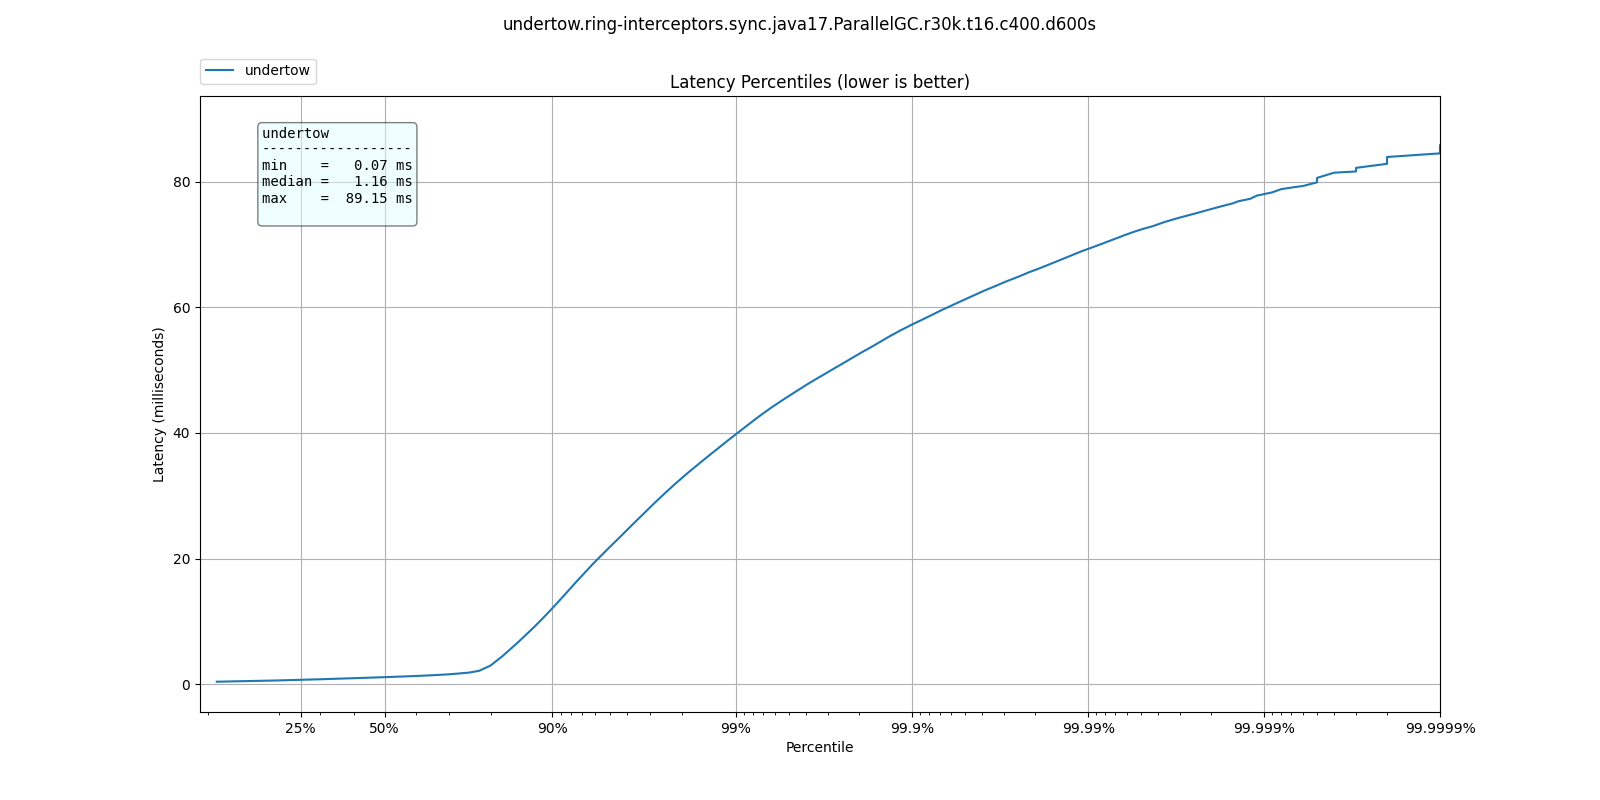 undertow.ring-interceptors.sync.java17.ParallelGC.r30k.t16.c400.d600s
undertow
Latency Percentiles (lower is better)
undertow
------------------
min    =   0.07 ms
median =   1.16 ms
max    =  89.15 ms
80
60
40
20
0
Latency (milliseconds)
25% 50% 90% 99% 99.9% 99.99% 99.999% 99.9999%
Percentile